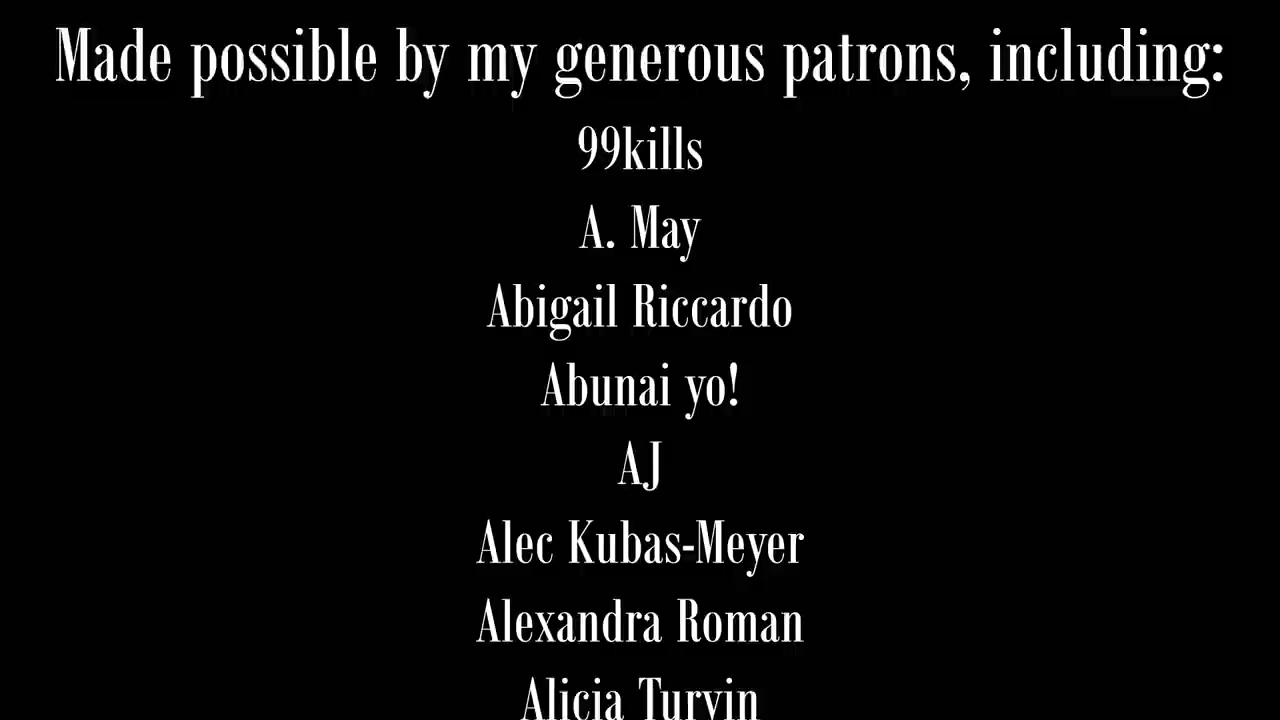 Made possible by my generous patrons, including:
99kills
A. May
Abigail Riccardo
Abunai yo!
AJ
Alec Kubas-Meyer
Alexandra Roman
Alicia Turvin